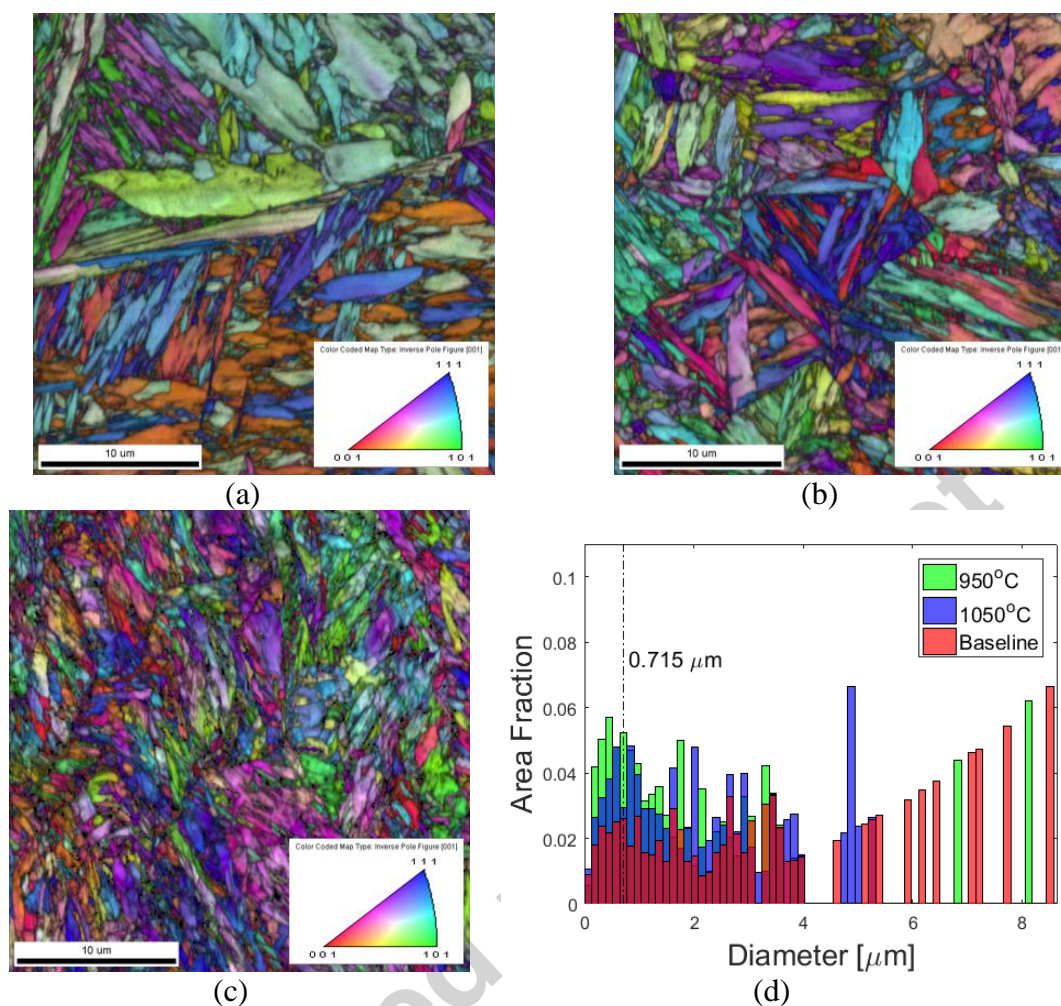 Color Coded Map Type: Inverse Pole Figure [001]
1 1 1
0 0 1
1 0 1
10 um
(a)
Color Coded Map Type: Inverse Pole Figure [001]
1 1 1
0 0 1
1 0 1
10 um
(b)
Color Coded Map Type: Inverse Pole Figure [001]
1 1 1
0 0 1
1 0 1
10 um
(c)
0.1
0.08
0.06
0.04
0.02
0
Area Fraction
950°C
1050°C
Baseline
0.715 μm
0
2
4
6
8
Diameter [μm]
(d)